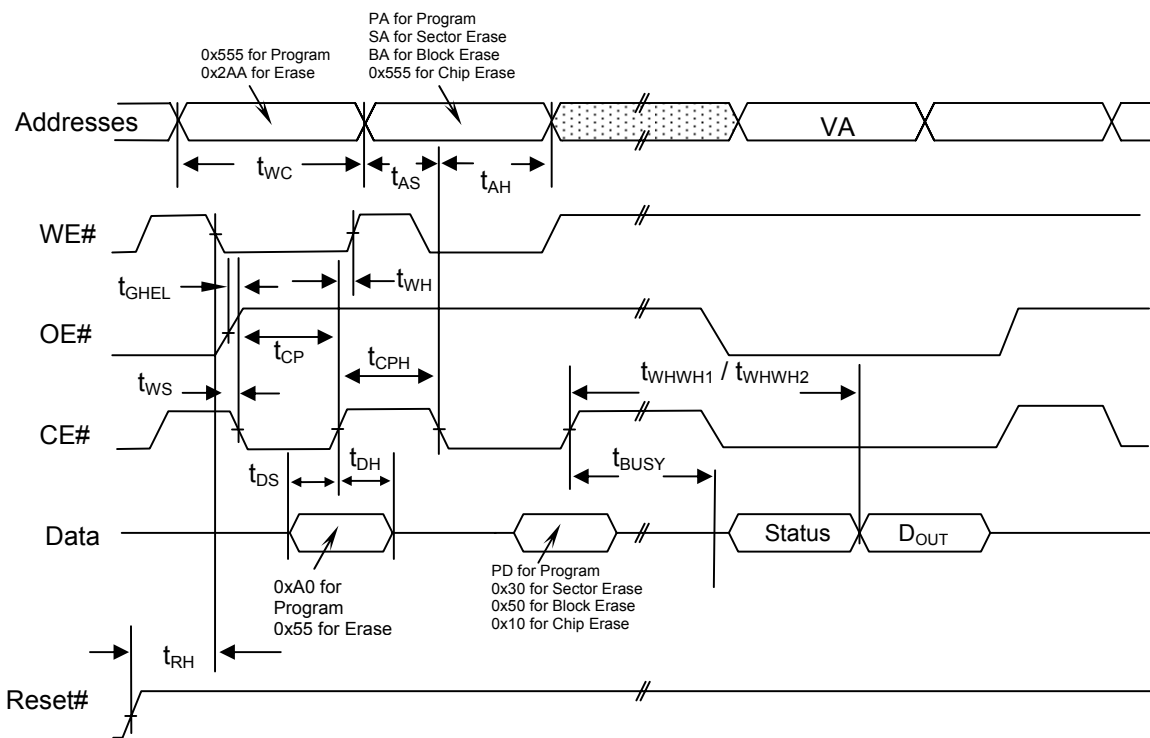 PA for Program
SA for Sector Erase
BA for Block Erase
0x555 for Chip Erase
0x555 for Program
0x2AA for Erase
Addresses
VA
tWC
tAS
tAH
WE#
tGHEL
tWH
OE#
tCP
tCPH
tWHWH1 / tWHWH2
tWS
CE#
tDS
tDH
tBUSY
Data
Status
DOUT
0xA0 for
Program
0x55 for Erase
PD for Program
0x30 for Sector Erase
0x50 for Block Erase
0x10 for Chip Erase
tRH
Reset#